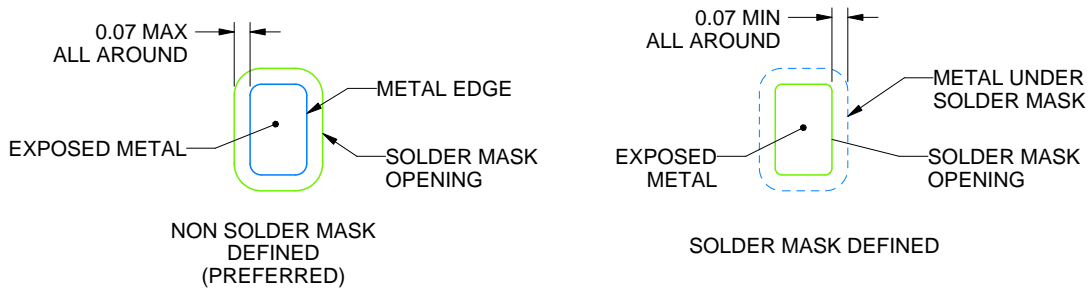 0.07 MAX
ALL AROUND
METAL EDGE
EXPOSED METAL
SOLDER MASK
OPENING
NON SOLDER MASK
DEFINED
(PREFERRED)
0.07 MIN
ALL AROUND
METAL UNDER
SOLDER MASK
EXPOSED
METAL
SOLDER MASK
OPENING
SOLDER MASK DEFINED